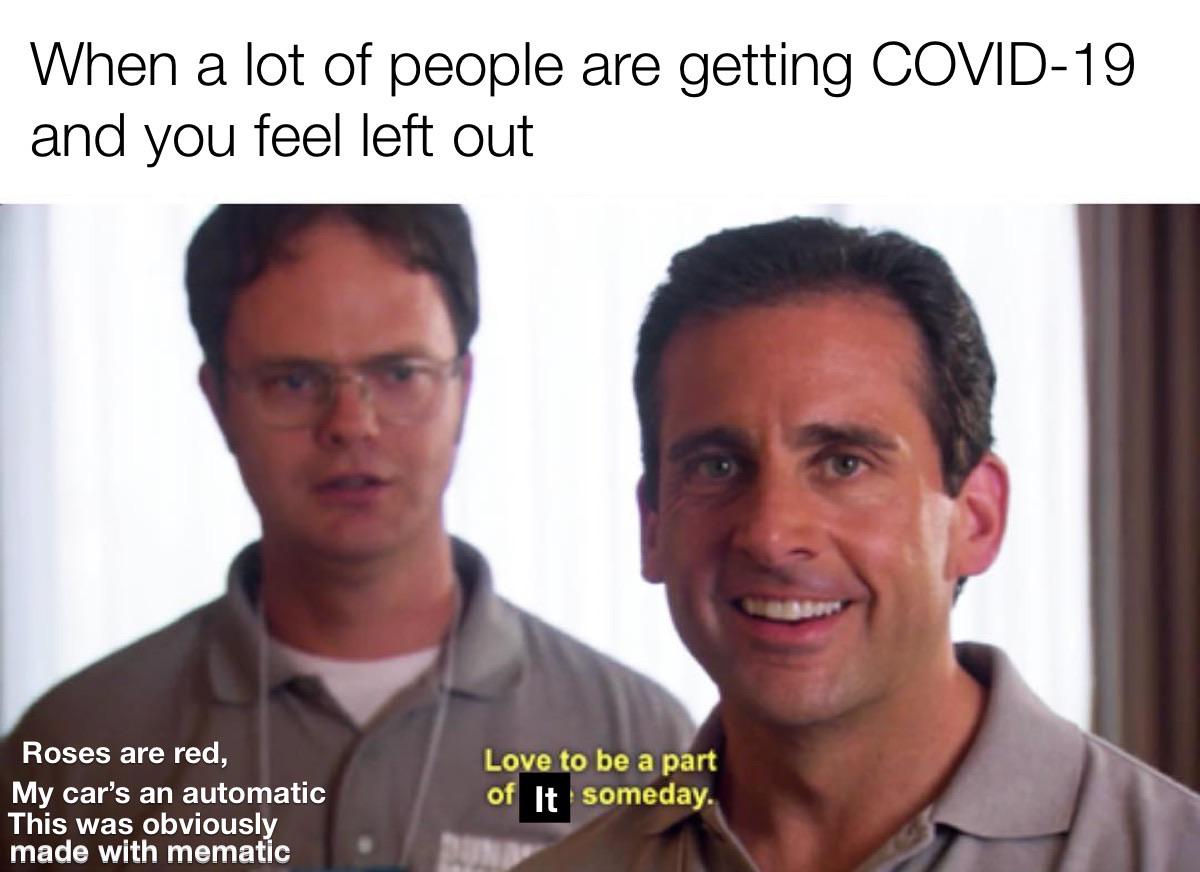 When a lot of people are getting COVID-19
and you feel left out
Love to be a part
of It someday.
Roses are red,
My car's an automatic
This was obviously
made with mematic